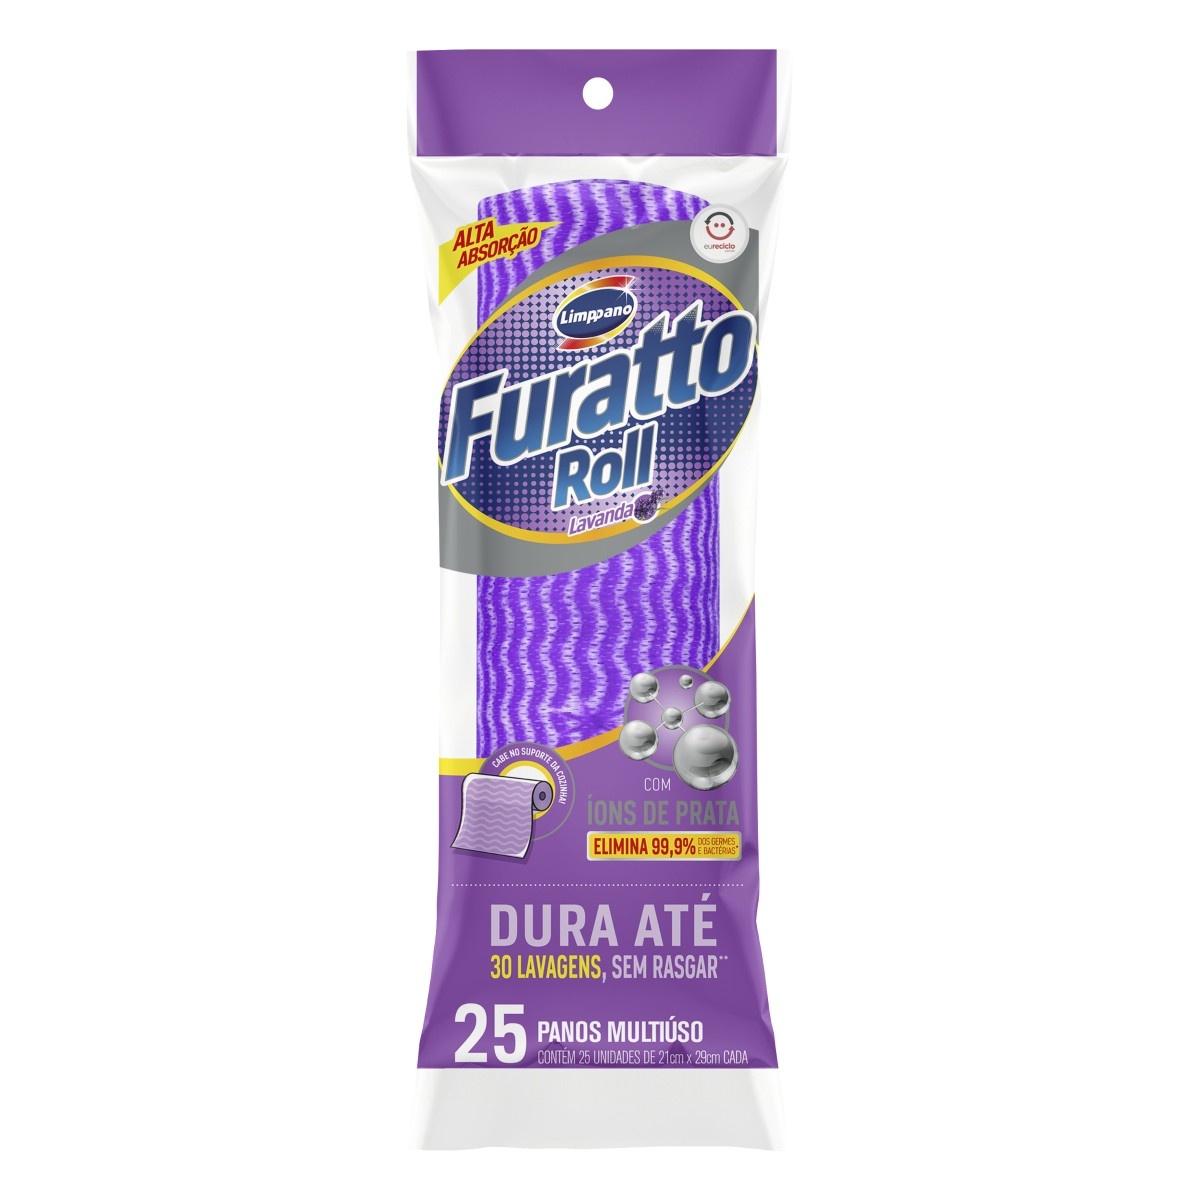 ALTA
ABSORÇÃO
eureciclo
Limppano
Furatto
Roll
Lavanda
CABE NO SUPORTE DA COZINHA!
COM
ÍONS DE PRATA
ELIMINA 99,9% DOS GERMES
E BACTÉRIAS*
DURA ATÉ
30 LAVAGENS, SEM RASGAR**
25 PANOS MULTIÚSO
CONTÉM 25 UNIDADES DE 21cm x 29cm CADA